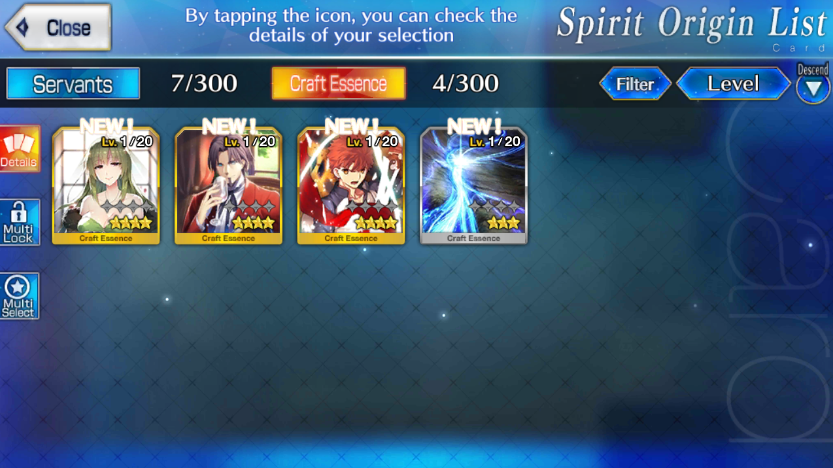 Close
By tapping the icon, you can check the
details of your selection
Spirit Origin List
Card
Servants
7/300
Craft Essence
4/300
Filter
Level
Descend
Details
Multi
Lock
Multi
Select
NEW!
Lv. 1/20
Craft Essence
NEW!
Lv. 1/20
Craft Essence
NEW!
Lv. 1/20
Craft Essence
NEW!
Lv. 1/20
Craft Essence
Card